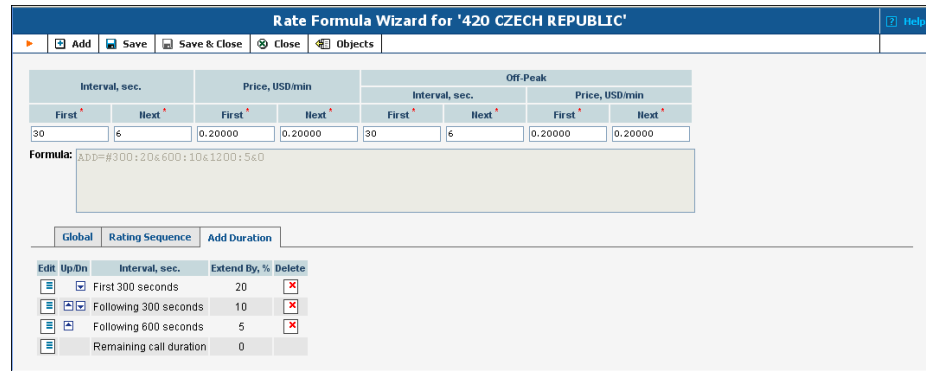 Rate Formula Wizard for '420 CZECH REPUBLIC'
? Help
Add Save Save & Close Close Objects
Interval, sec. Price, USD/min Off-Peak
Interval, sec. Price, USD/min
First * Next * First * Next * First * Next * First * Next *
30 6 0.20000 0.20000 30 6 0.20000 0.20000
Formula: ADD=#300:20&600:10&1200:5&0
Global Rating Sequence Add Duration
Edit Up/Dn Interval, sec. Extend By, % Delete
First 300 seconds 20
Following 300 seconds 10
Following 600 seconds 5
Remaining call duration 0